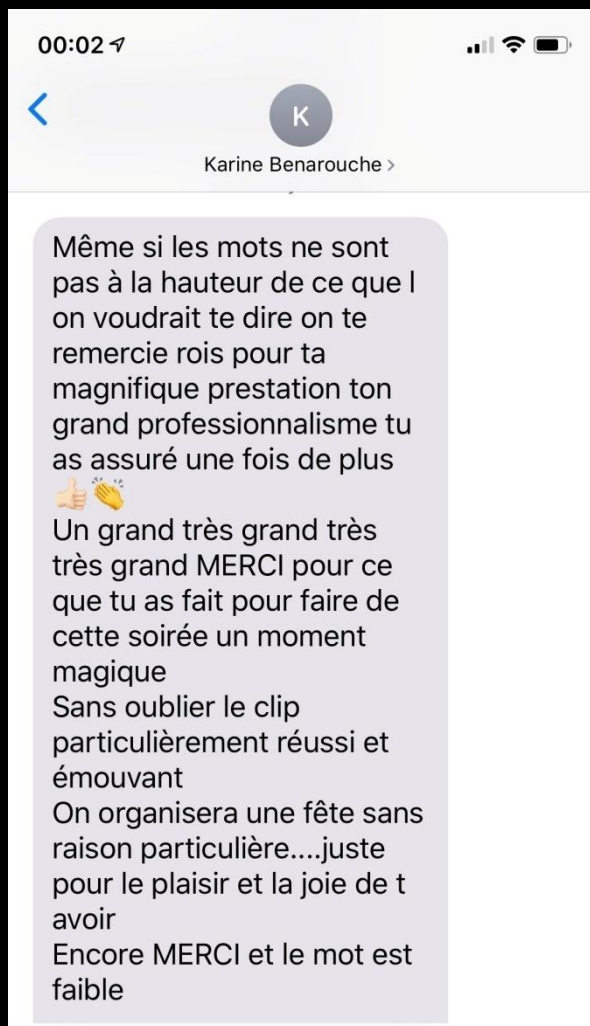 00:02
K
Karine Benarouche
Même si les mots ne sont
pas à la hauteur de ce que l
on voudrait te dire on te
remercie rois pour ta
magnifique prestation ton
grand professionnalisme tu
as assuré une fois de plus
👍🏻👏
Un grand très grand très
très grand MERCI pour ce
que tu as fait pour faire de
cette soirée un moment
magique
Sans oublier le clip
particulièrement réussi et
émouvant
On organisera une fête sans
raison particulière....juste
pour le plaisir et la joie de t
avoir
Encore MERCI et le mot est
faible